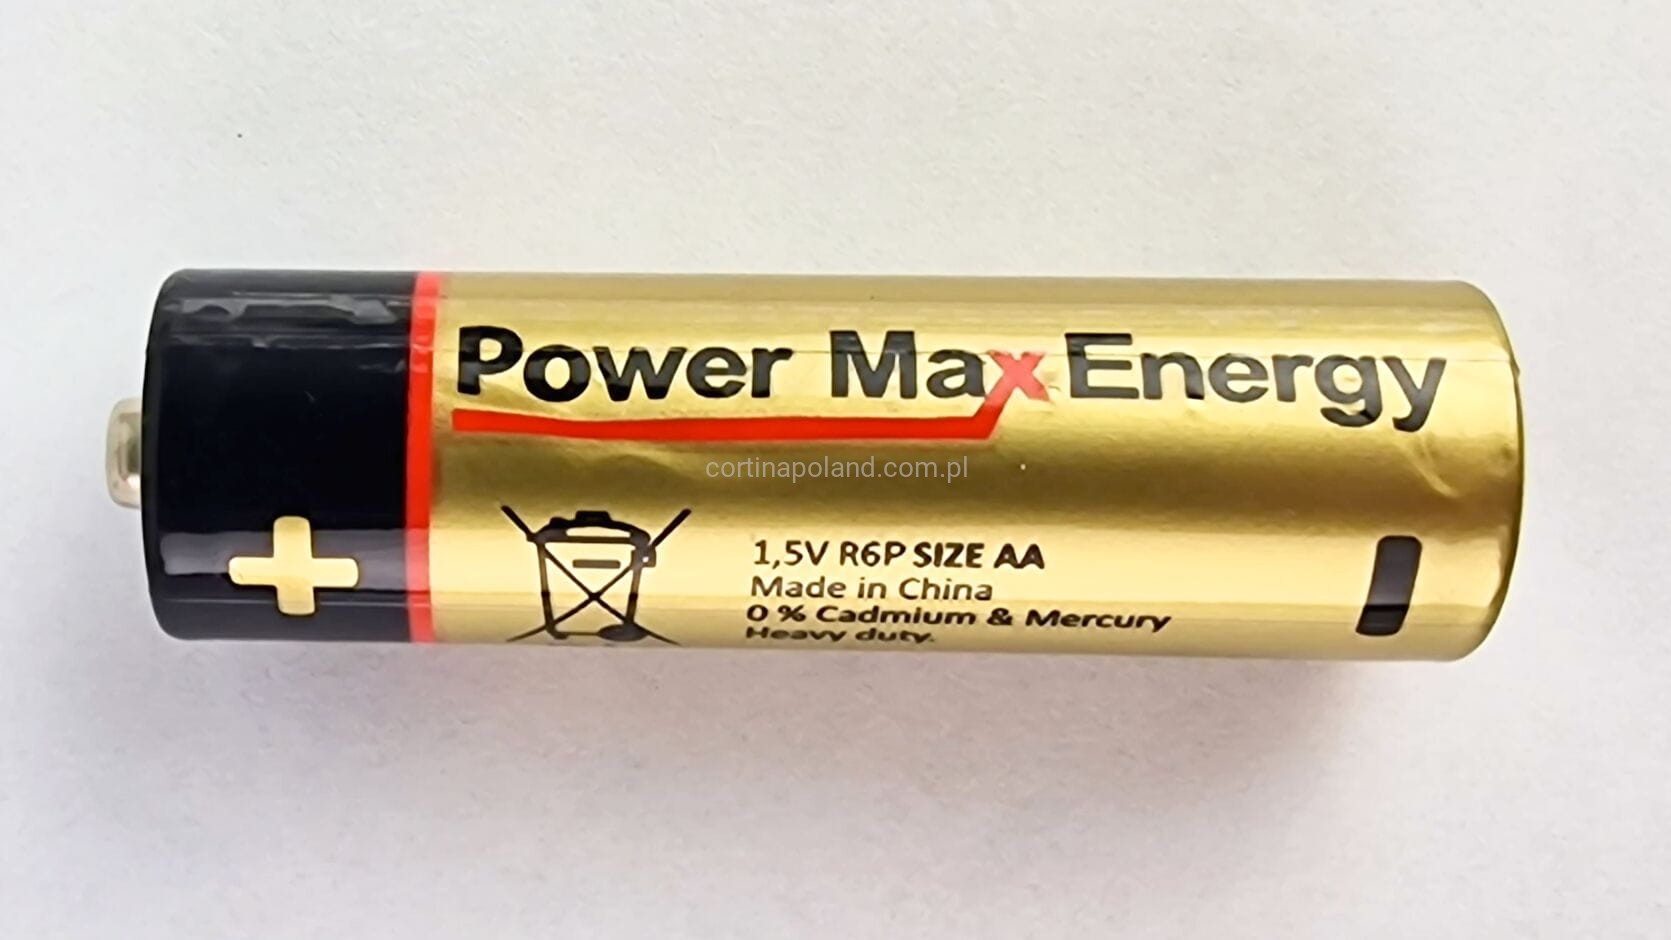 Power Max Energy
cortinapoland.com.pl
1,5V R6P SIZE AA
Made in China
0 % Cadmium & Mercury
Heavy duty.